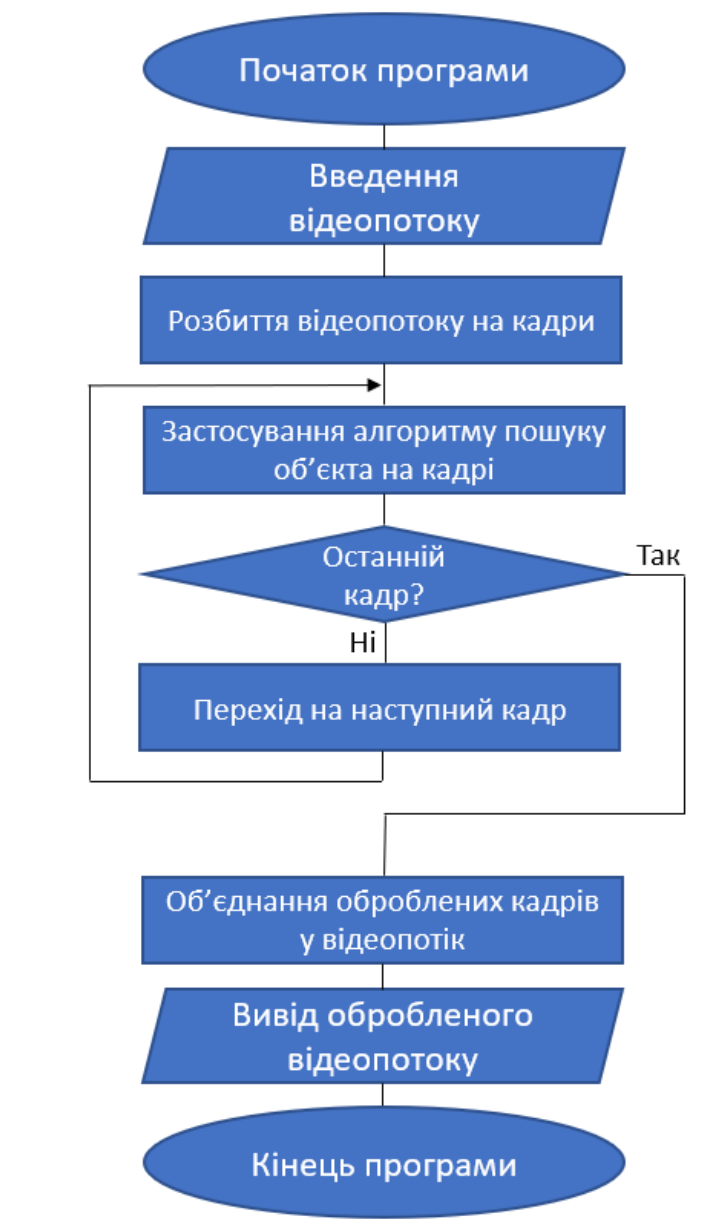 Початок програми
Введення
відеопотоку
Розбиття відеопотоку на кадри
Застосування алгоритму пошуку
об’єкта на кадрі
Останній
кадр?
Так
Ні
Перехід на наступний кадр
Об’єднання оброблених кадрів
у відеопотік
Вивід обробленого
відеопотоку
Кінець програми